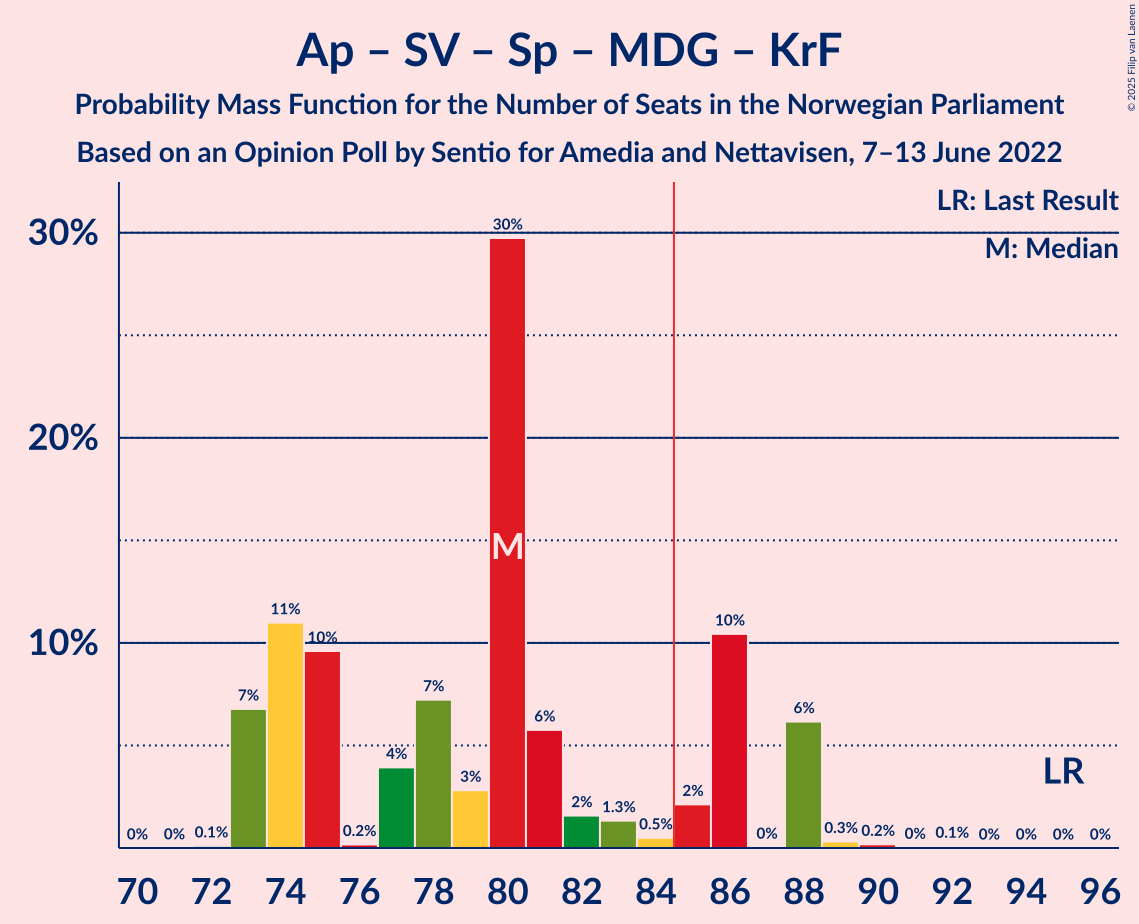 Ap – SV – Sp – MDG – KrF
Probability Mass Function for the Number of Seats in the Norwegian Parliament
Based on an Opinion Poll by Sentio for Amedia and Nettavisen, 7–13 June 2022
© 2025 Filip van Laenen
LR: Last Result
M: Median
30%
20%
10%
0% 0% 0.1% 7% 11% 10% 0.2% 4% 7% 3% 30% 6% 2% 1.3% 0.5% 2% 10% 0% 6% 0.3% 0.2% 0% 0.1% 0% 0% 0% 0%
M
LR
70 72 74 76 78 80 82 84 86 88 90 92 94 96